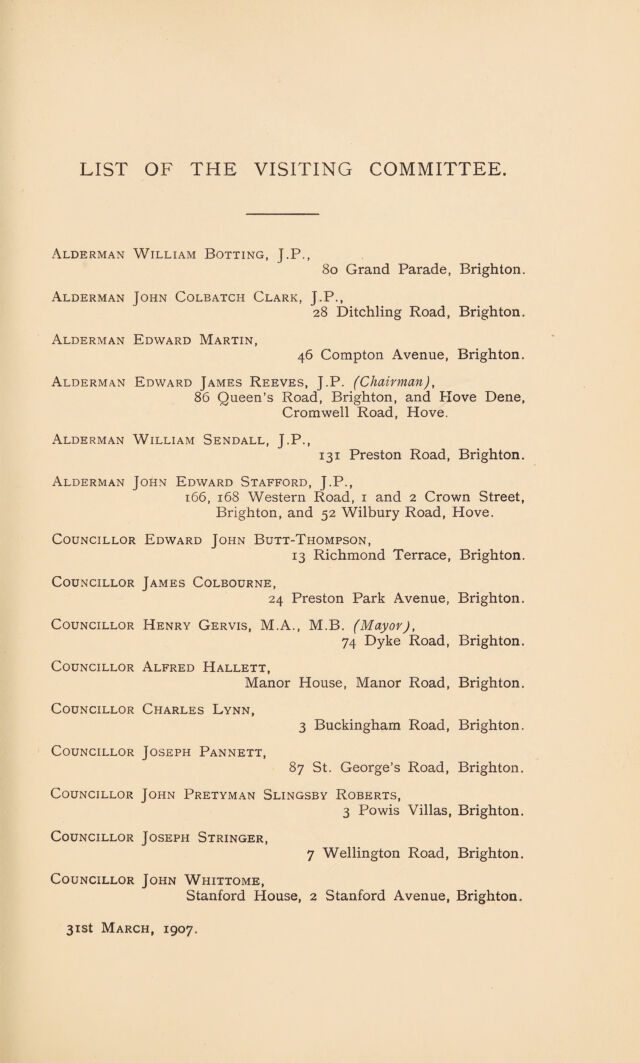 LIST OF THE VISITING COMMITTEE.
ALDERMAN WILLIAM BOTTING, J.P.,
80 Grand Parade, Brighton.
ALDERMAN JOHN COLBATCH CLARK, J.P.,
28 Ditchling Road, Brighton.
ALDERMAN EDWARD MARTIN,
46 Compton Avenue, Brighton.
ALDERMAN EDWARD JAMES REEVES, J.P. (Chairman),
86 Queen's Road, Brighton, and Hove Dene,
Cromwell Road, Hove.
ALDERMAN WILLIAM SENDALL, J.P.,
131 Preston Road, Brighton.
ALDERMAN JOHN EDWARD STAFFORD, J.P.,
166, 168 Western Road, 1 and 2 Crown Street,
Brighton, and 52 Wilbury Road, Hove.
COUNCILLOR EDWARD JOHN BUTT-THOMPSON,
13 Richmond Terrace, Brighton.
COUNCILLOR JAMES COLBOURNE,
24 Preston Park Avenue, Brighton.
COUNCILLOR HENRY GERVIS, M.A., M.B. (Mayor),
74 Dyke Road, Brighton.
COUNCILLOR ALFRED HALLETT,
Manor House, Manor Road, Brighton.
COUNCILLOR CHARLES LYNN,
3 Buckingham Road, Brighton.
COUNCILLOR JOSEPH PANNETT,
87 St. George's Road, Brighton.
COUNCILLOR JOHN PRETYMAN SLINGSBY ROBERTS,
3 Powis Villas, Brighton.
COUNCILLOR JOSEPH STRINGER,
7 Wellington Road, Brighton.
COUNCILLOR JOHN WHITTOME,
Stanford House, 2 Stanford Avenue, Brighton.
31st MARCH, 1907.